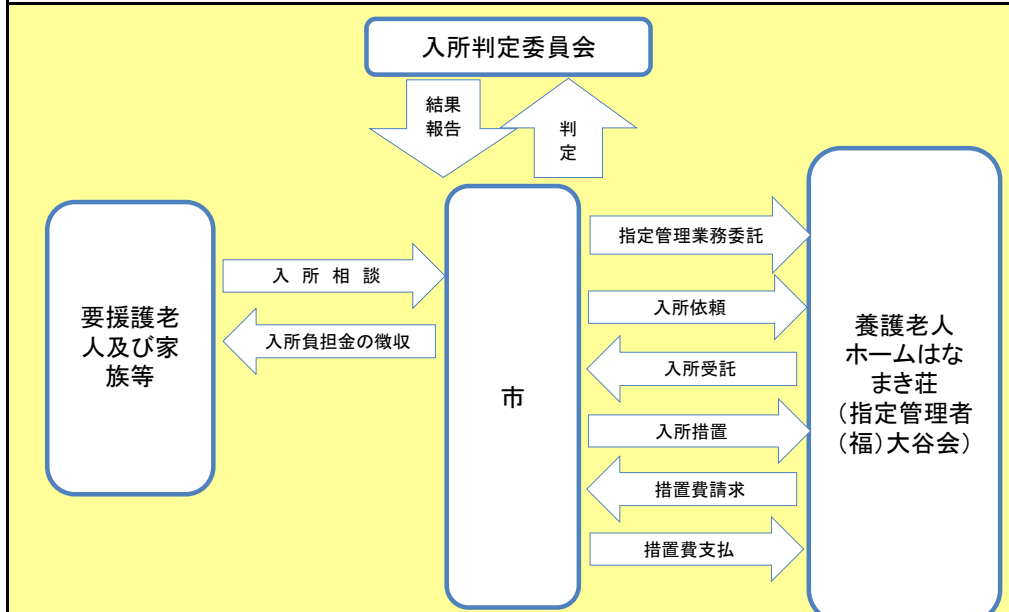 入所判定委員会
結果
報告
判
定
要援護老
人及び家
族等
入 所 相 談
入所負担金の徴収
市
指定管理業務委託
入所依頼
入所受託
入所措置
措置費請求
措置費支払
養護老人
ホームはな
まき荘
（指定管理者
（福）大谷会）